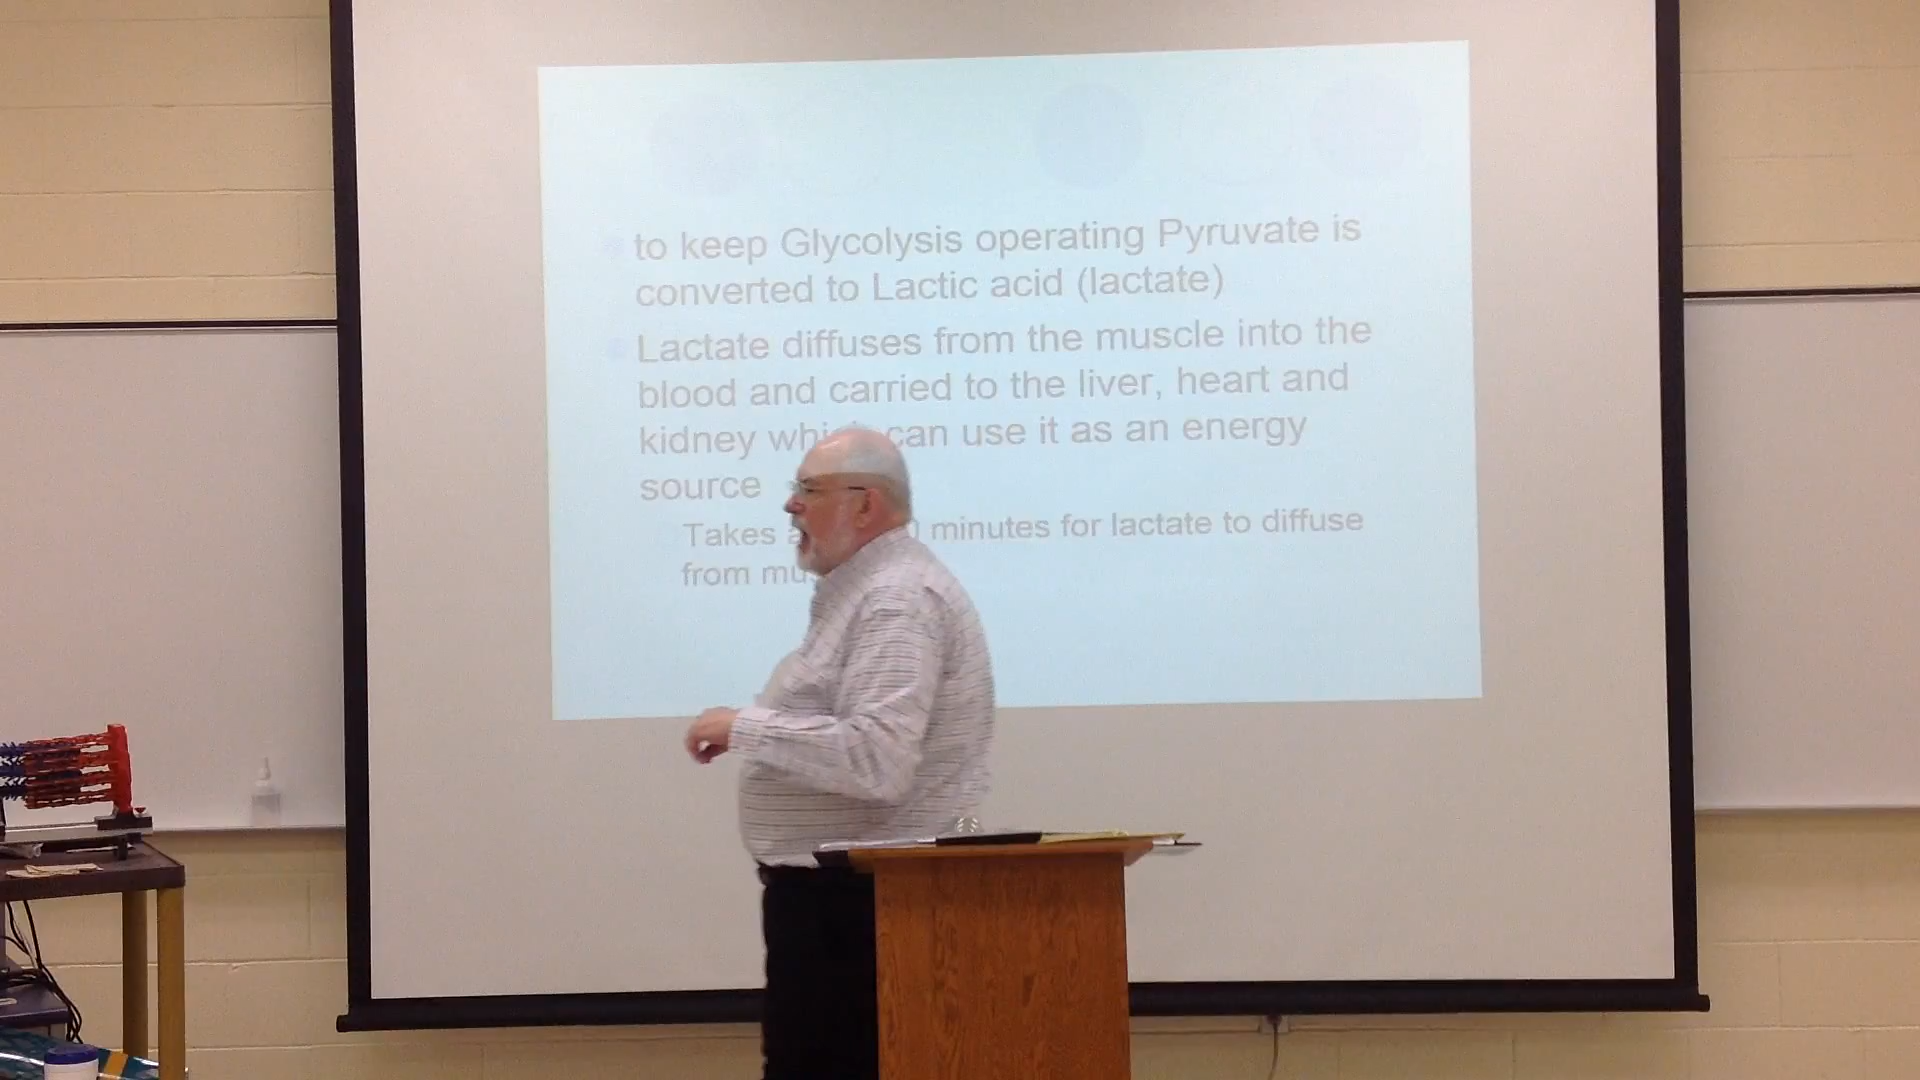 to keep Glycolysis operating Pyruvate is
converted to Lactic acid (lactate)
Lactate diffuses from the muscle into the
blood and carried to the liver, heart and
kidney can use it as an energy
source
Takes minutes for lactate to diffuse
from